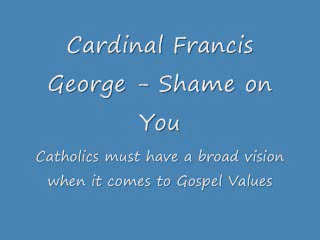 Cardinal Francis
George - Shame on
You
Catholics must have a broad vision
when it comes to Gospel Values